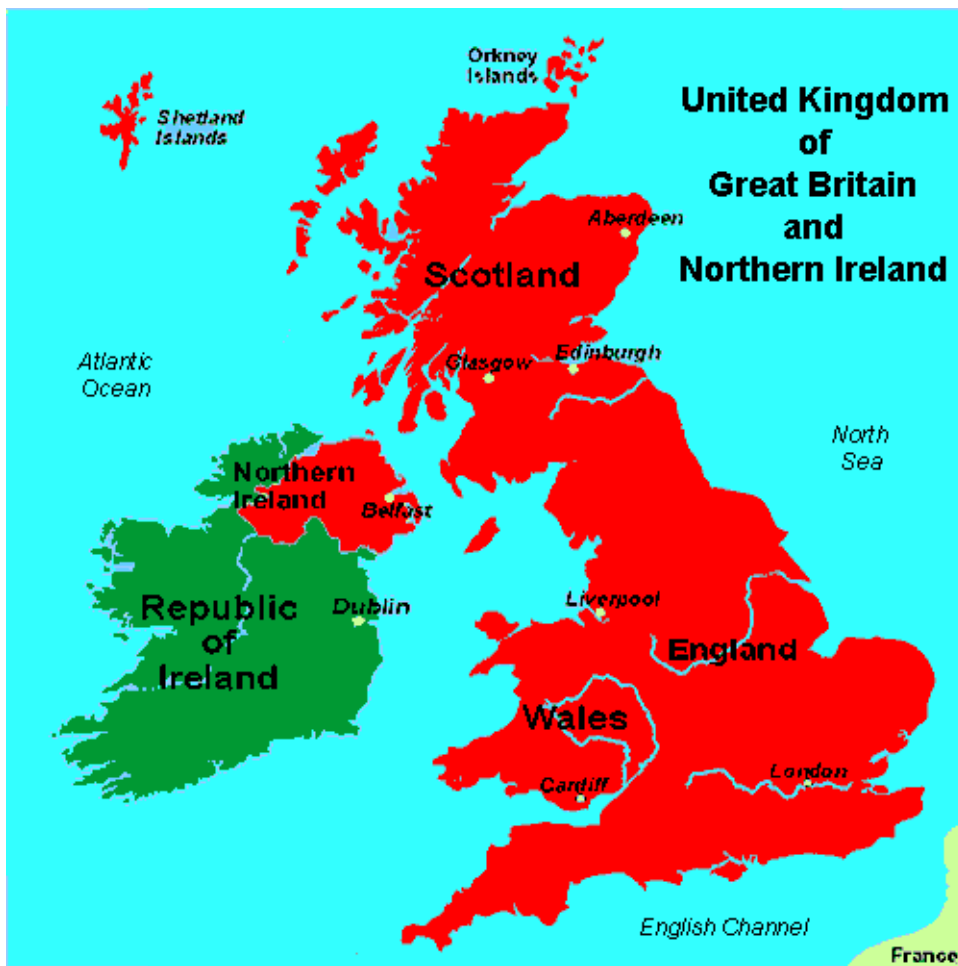 Orkney
Islands
United Kingdom
of
Great Britain
and
Northern Ireland
Shetland
Islands
Aberdeen
Scotland
Atlantic
Ocean
Glasgow
Edinburgh
North
Sea
Northern
Ireland
Belfast
Republic
of
Ireland
Dublin
Liverpool
England
Wales
Cardiff
London
English Channel
France